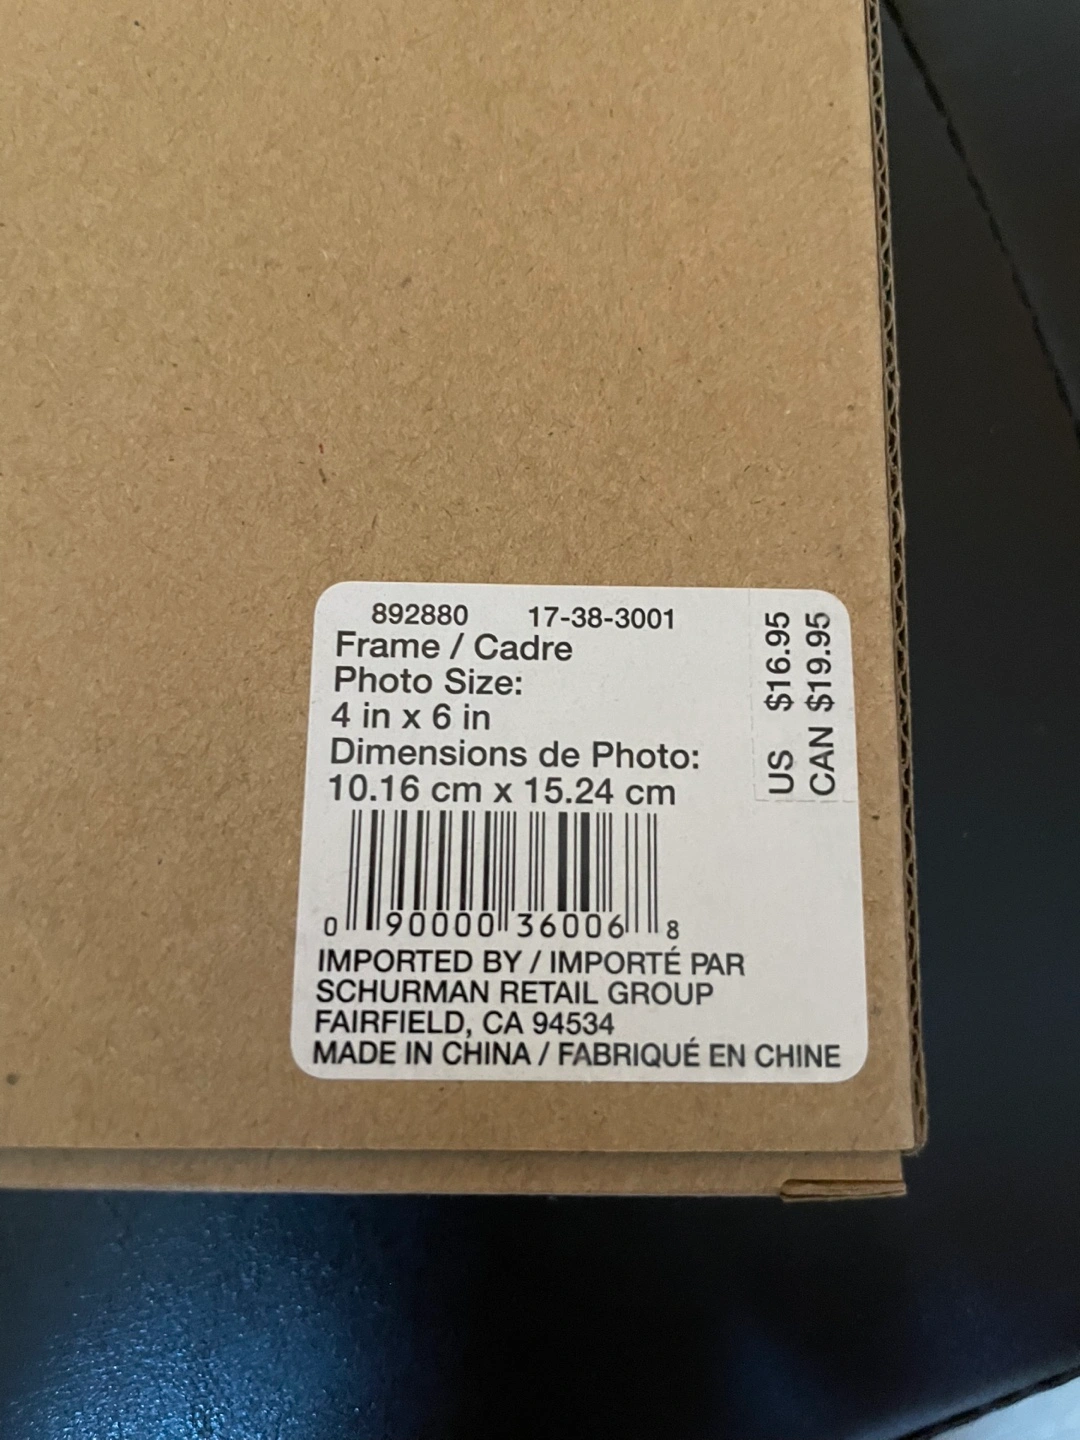 892880 17-38-3001
Frame / Cadre
Photo Size:
4 in x 6 in
Dimensions de Photo:
10.16 cm x 15.24 cm
US $16.95
CAN $19.95
0 90000 36006 8
IMPORTED BY / IMPORTÉ PAR
SCHURMAN RETAIL GROUP
FAIRFIELD, CA 94534
MADE IN CHINA / FABRIQUÉ EN CHINE